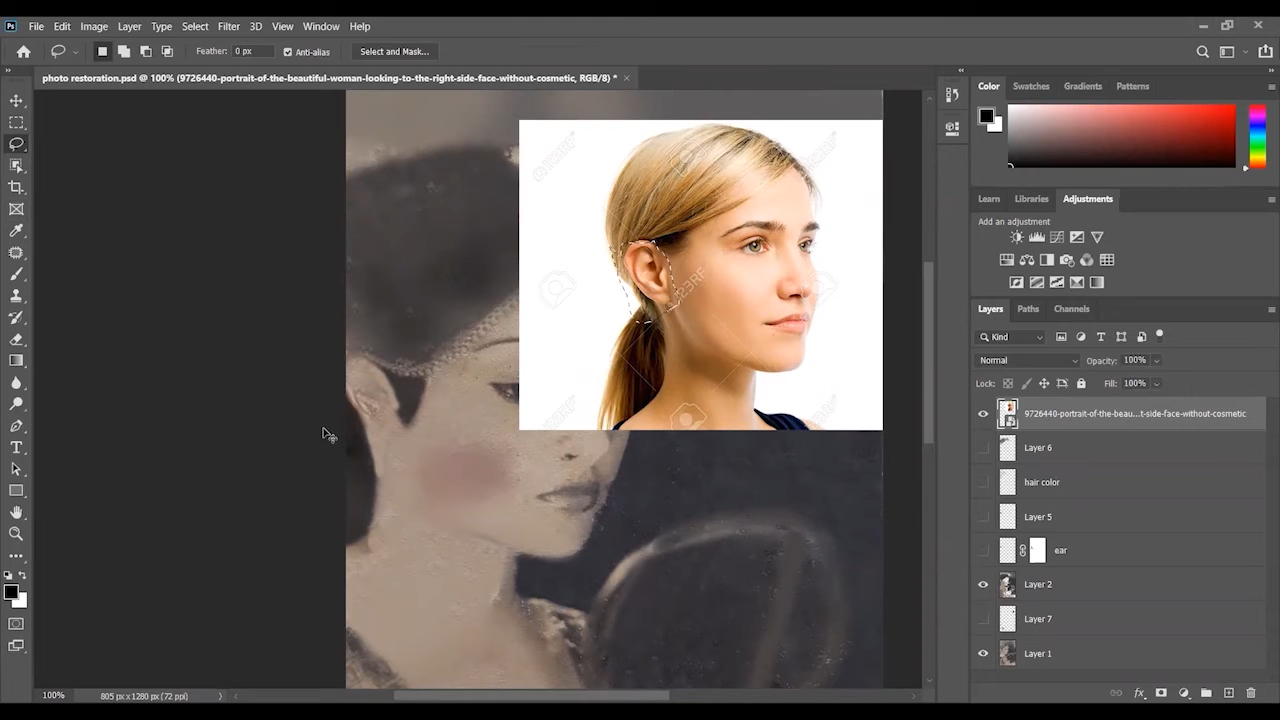 Ps File Edit Image Layer Type Select Filter 3D View Window Help
Feather: 0 px Anti-alias Select and Mask...
photo restoration.psd @ 100% (9726440-portrait-of-the-beautiful-woman-looking-to-the-right-side-face-without-cosmetic, RGB/8) *
Color Swatches Gradients Patterns
Learn Libraries Adjustments
Add an adjustment
Layers Paths Channels
Kind
Normal Opacity: 100%
Lock: Fill: 100%
9726440-portrait-of-the-beau...t-side-face-without-cosmetic
Layer 6
hair color
Layer 5
ear
Layer 2
Layer 7
Layer 1
123RF
100% 805 px x 1280 px (72 ppi)
fx